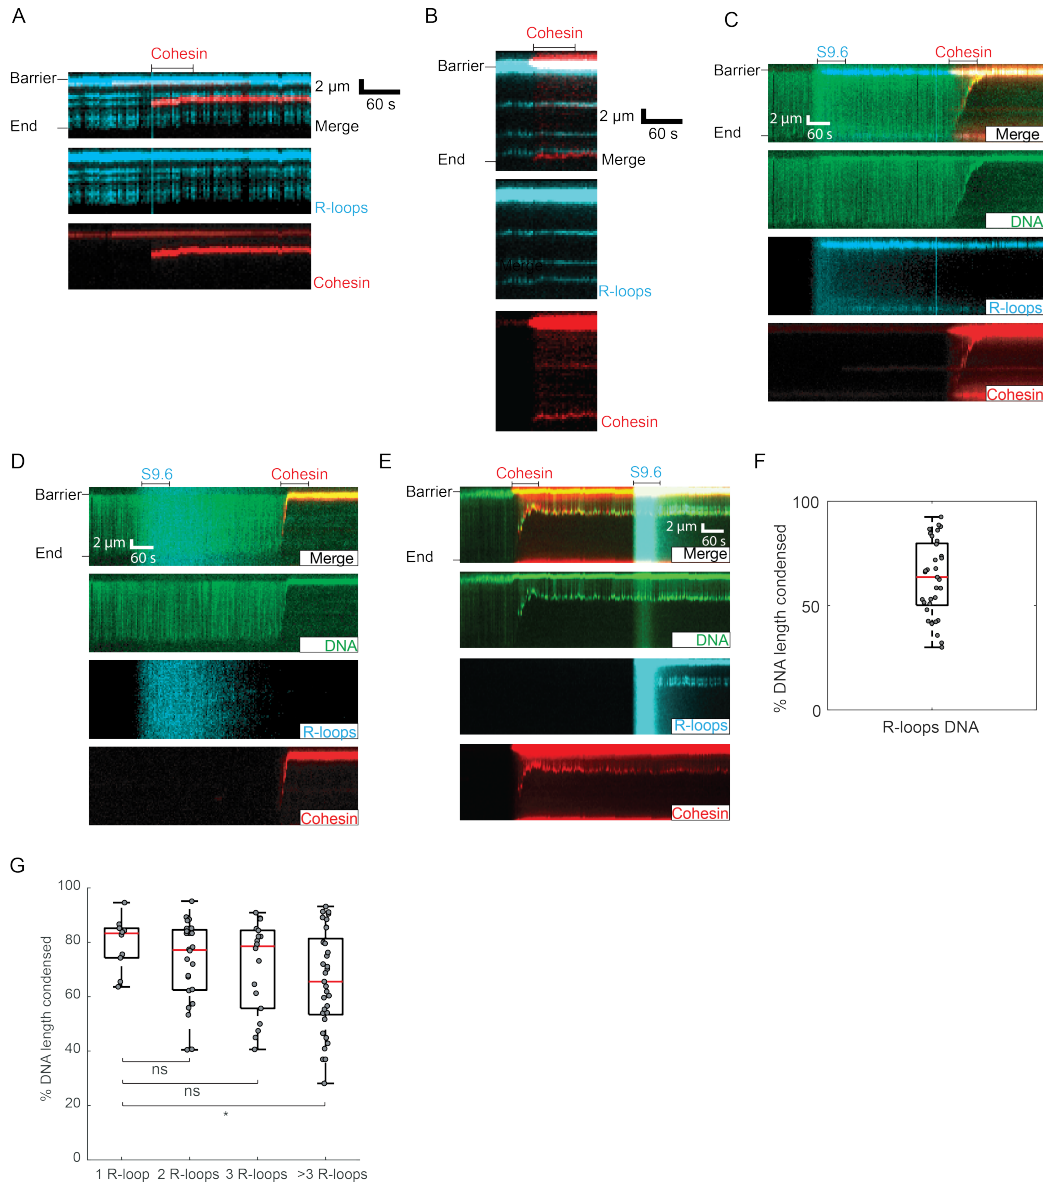 A
Cohesin
Barrier
2 μm
60 s
End
Merge
R-loops
Cohesin
B
Cohesin
Barrier
2 μm
60 s
End
Merge
R-loops
Cohesin
C
S9.6
Cohesin
Barrier
2 μm
60 s
End
Merge
DNA
R-loops
Cohesin
D
S9.6
Cohesin
Barrier
2 μm
60 s
End
Merge
DNA
R-loops
Cohesin
E
Cohesin
S9.6
Barrier
2 μm
60 s
End
Merge
DNA
R-loops
Cohesin
F
100
50
0
% DNA length condensed
R-loops DNA
G
100
80
60
40
20
0
% DNA length condensed
ns
ns
*
1 R-loop 2 R-loops 3 R-loops >3 R-loops